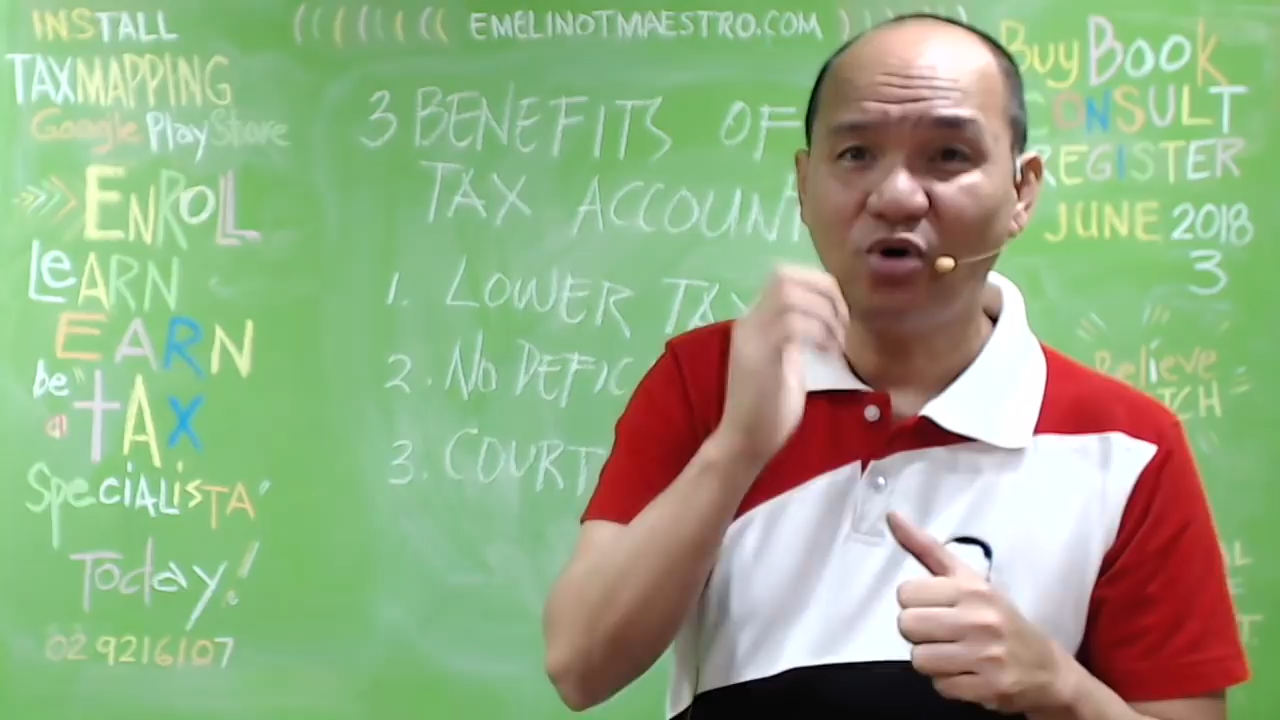 INSTALL
TAXMAPPING
Google PlayStore
>>>> ENROLL
LEARN
EARN
be "TAX
SpeciALisTA"
Today!
02 9216107
((((((( EMELINOTMAESTRO.COM )
3 BENEFITS OF
TAX ACCOUN
1. LOWER TAX
2. NO DEFIC
3. COURT
Buy Book
CONSULT
REGISTER
JUNE 2018
3
Believe